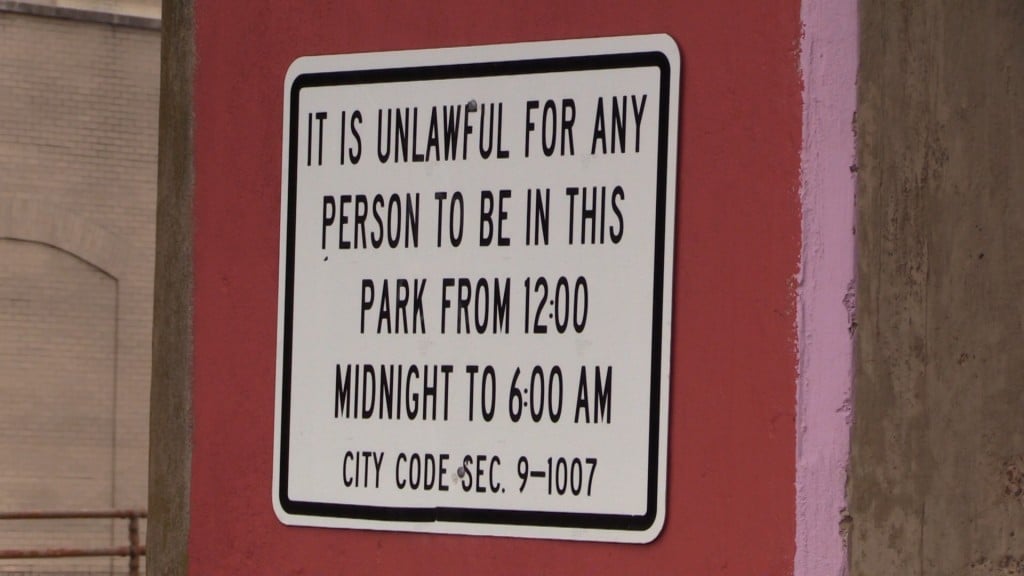 IT IS UNLAWFUL FOR ANY
PERSON TO BE IN THIS
PARK FROM 12:00
MIDNIGHT TO 6:00 AM
CITY CODE SEC. 9-1007